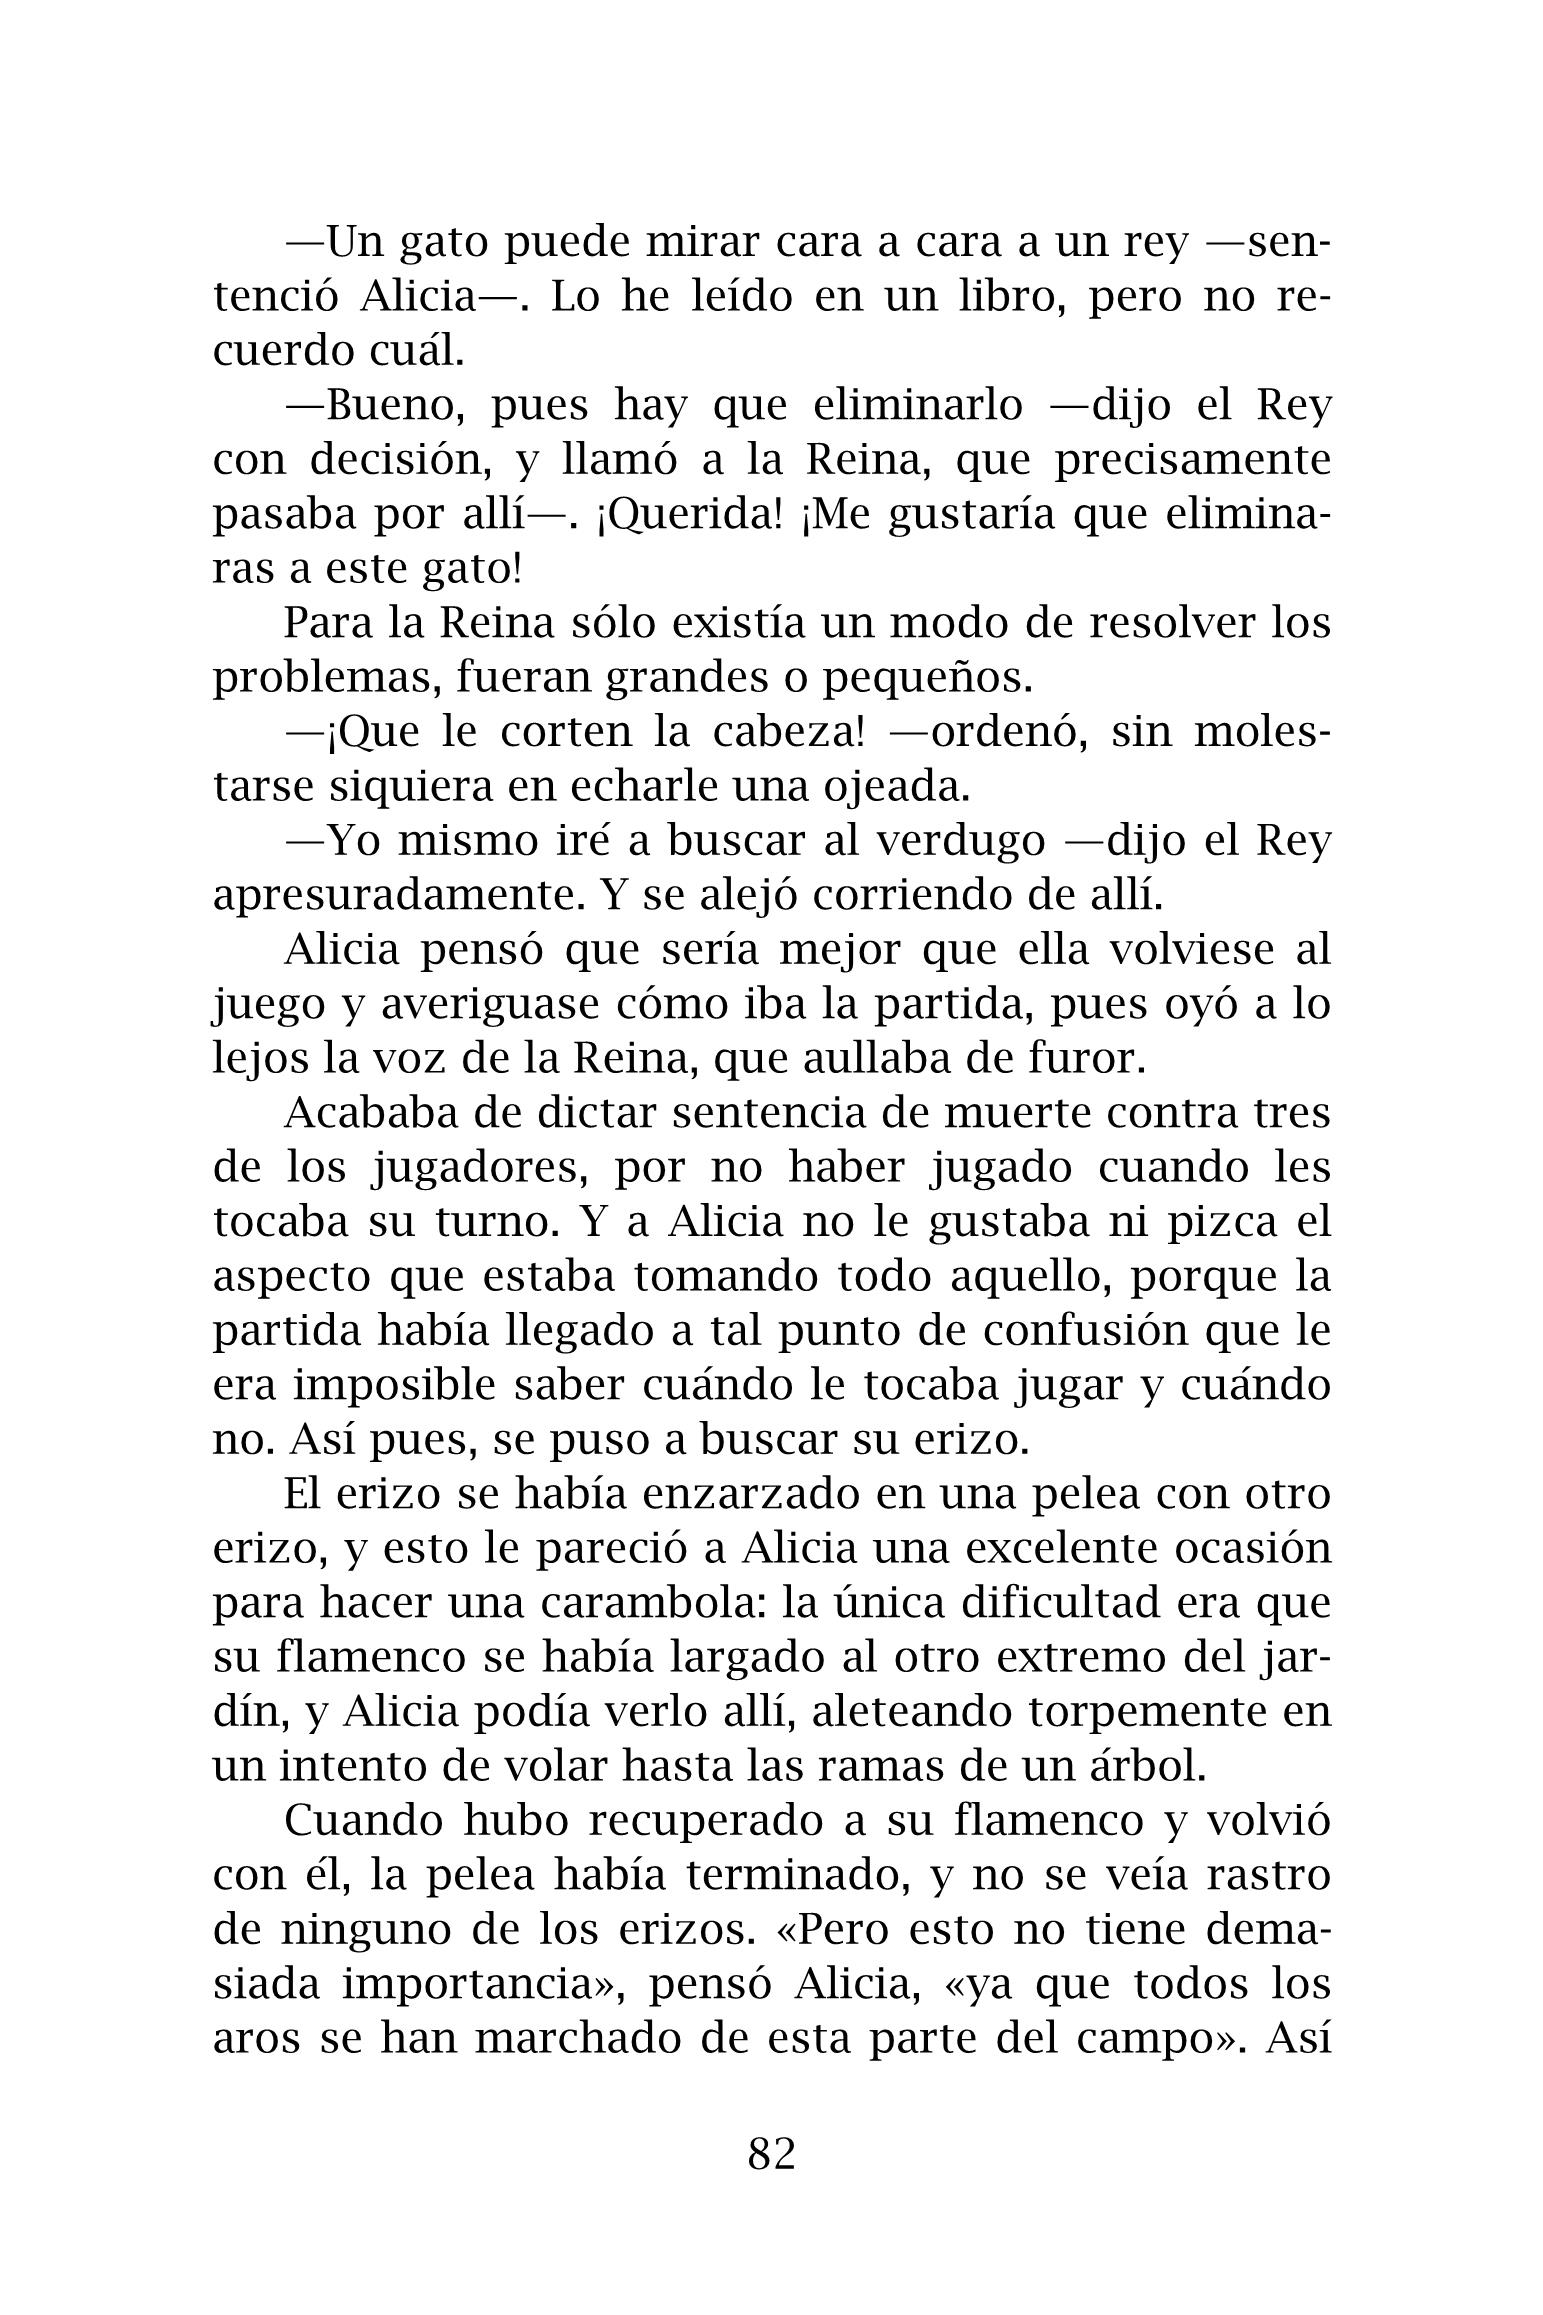 —Un gato puede mirar cara a cara a un rey —sen-
tenció Alicia—. Lo he leído en un libro, pero no re-
cuerdo cuál.
—Bueno, pues hay que eliminarlo —dijo el Rey
con decisión, y llamó a la Reina, que precisamente
pasaba por allí—. ¡Querida! ¡Me gustaría que elimina-
ras a este gato!
Para la Reina sólo existía un modo de resolver los
problemas, fueran grandes o pequeños.
—¡Que le corten la cabeza! —ordenó, sin moles-
tarse siquiera en echarle una ojeada.
—Yo mismo iré a buscar al verdugo —dijo el Rey
apresuradamente. Y se alejó corriendo de allí.
Alicia pensó que sería mejor que ella volviese al
juego y averiguase cómo iba la partida, pues oyó a lo
lejos la voz de la Reina, que aullaba de furor.
Acababa de dictar sentencia de muerte contra tres
de los jugadores, por no haber jugado cuando les
tocaba su turno. Y a Alicia no le gustaba ni pizca el
aspecto que estaba tomando todo aquello, porque la
partida había llegado a tal punto de confusión que le
era imposible saber cuándo le tocaba jugar y cuándo
no. Así pues, se puso a buscar su erizo.
El erizo se había enzarzado en una pelea con otro
erizo, y esto le pareció a Alicia una excelente ocasión
para hacer una carambola: la única dificultad era que
su flamenco se había largado al otro extremo del jar-
dín, y Alicia podía verlo allí, aleteando torpemente en
un intento de volar hasta las ramas de un árbol.
Cuando hubo recuperado a su flamenco y volvió
con él, la pelea había terminado, y no se veía rastro
de ninguno de los erizos. «Pero esto no tiene dema-
siada importancia», pensó Alicia, «ya que todos los
aros se han marchado de esta parte del campo». Así
82